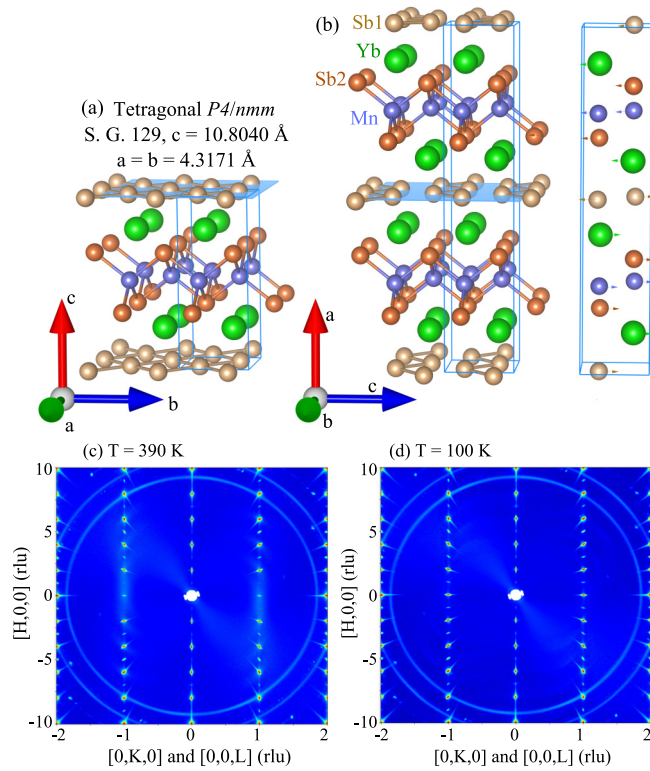 (b)
Sb1
Yb
Sb2
Mn
(a) Tetragonal P4/nmm
S. G. 129, c = 10.8040 Å
a = b = 4.3171 Å
c
b
a
a
c
b
(c) T = 390 K
(d) T = 100 K
10
5
0
-5
-10
[H,0,0] (rlu)
-2
-1
0
1
2
[0,K,0] and [0,0,L] (rlu)
10
5
0
-5
-10
[H,0,0] (rlu)
-2
-1
0
1
2
[0,K,0] and [0,0,L] (rlu)